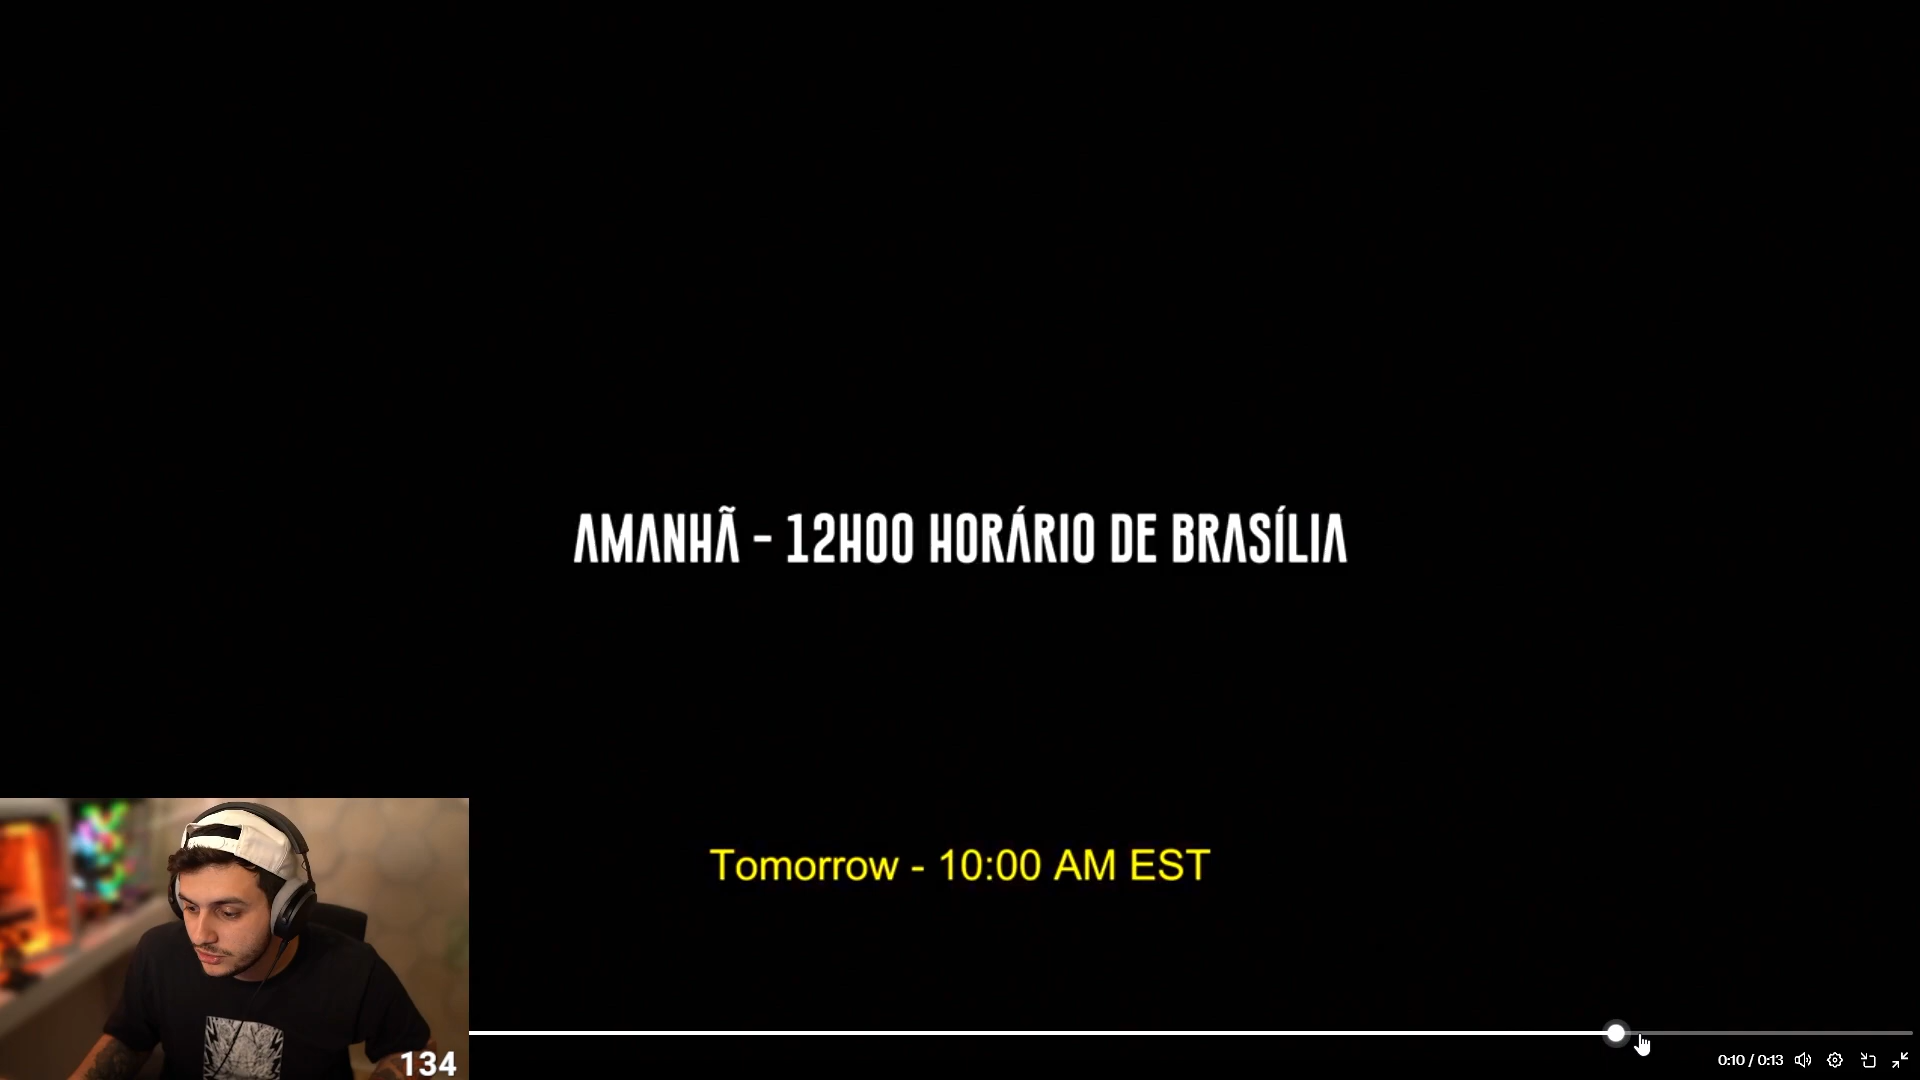 AMANHÃ - 12H00 HORÁRIO DE BRASÍLIA
Tomorrow - 10:00 AM EST
134
0:10 / 0:13